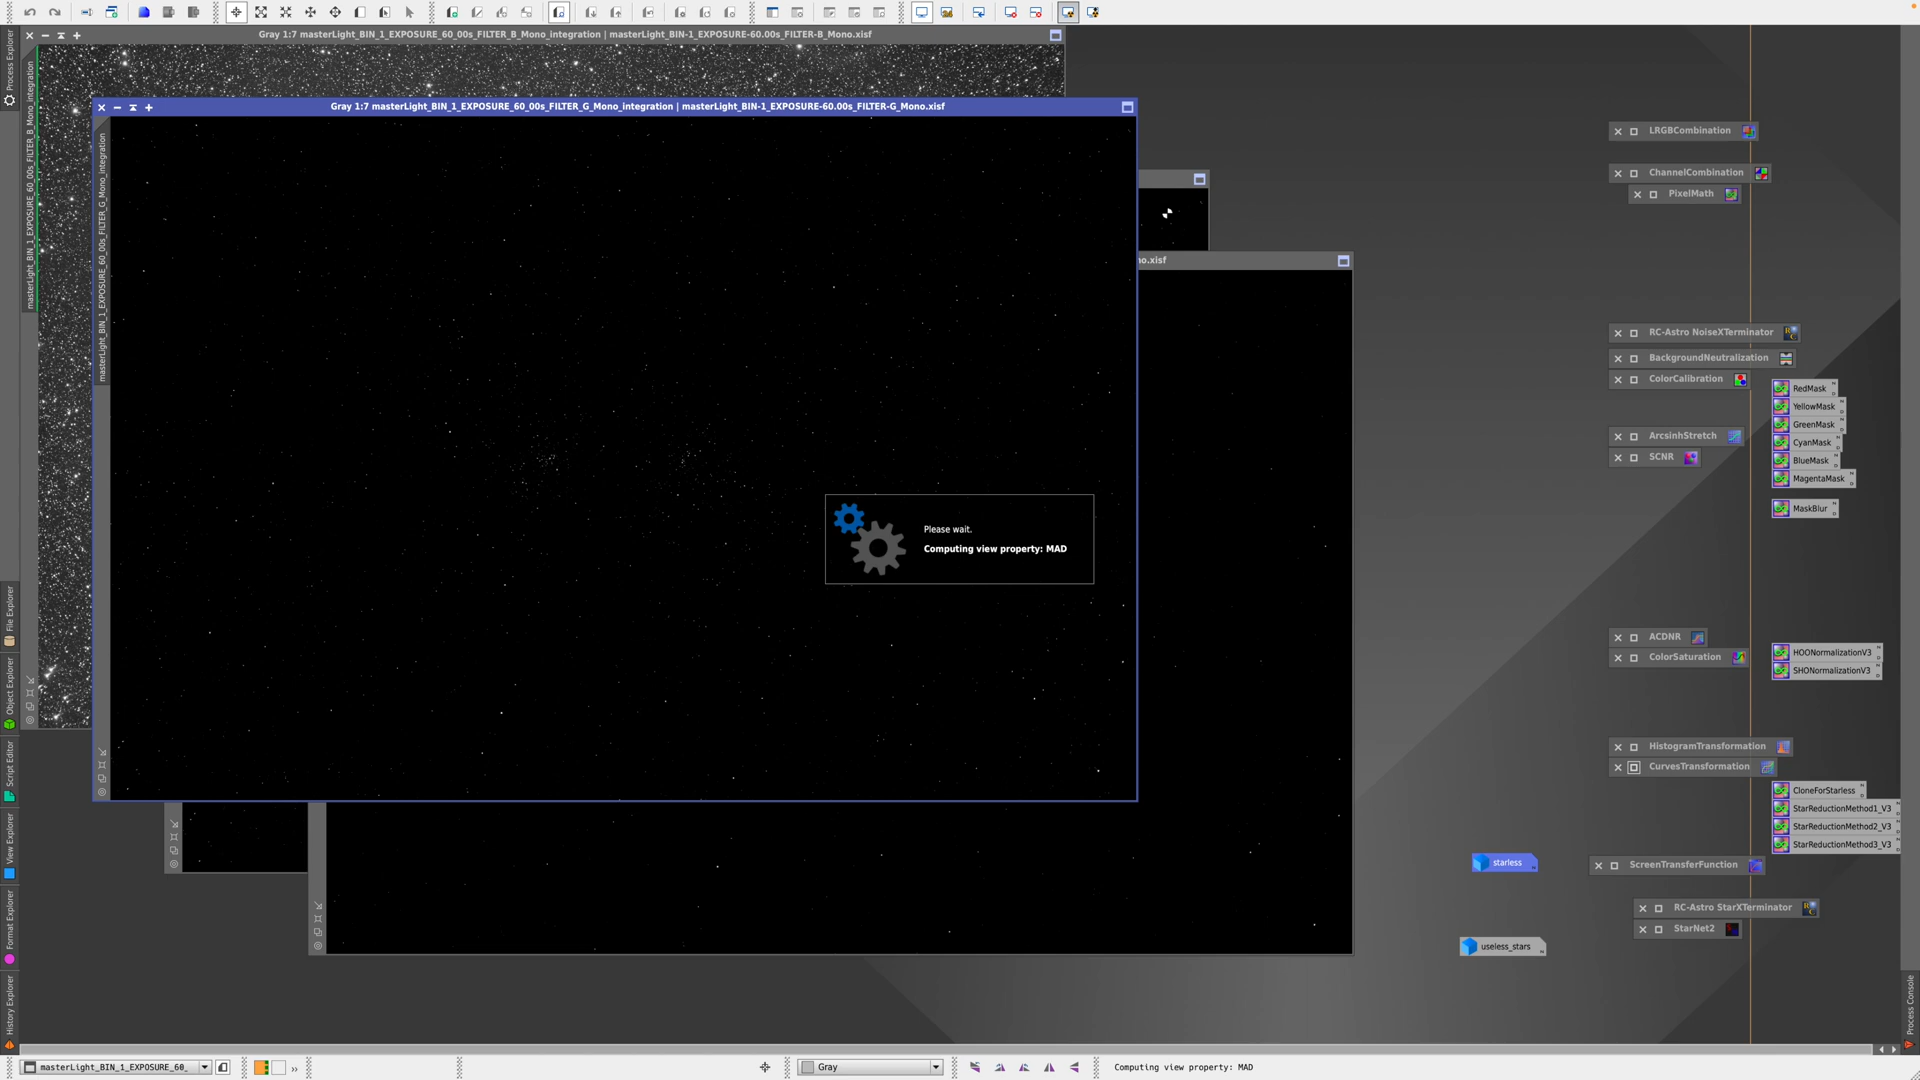 Gray 1:7 masterLight_BIN_1_EXPOSURE_60_00s_FILTER_B_Mono_integration | masterLight_BIN-1_EXPOSURE-60.00s_FILTER-B_Mono.xisf
Process Explorer
masterLight_BIN_1_EXPOSURE_60_00s_FILTER_B_Mono_integration
Gray 1:7 masterLight_BIN_1_EXPOSURE_60_00s_FILTER_G_Mono_integration | masterLight_BIN-1_EXPOSURE-60.00s_FILTER-G_Mono.xisf
masterLight_BIN_1_EXPOSURE_60_00s_FILTER_G_Mono_integration
LRGBCombination
ChannelCombination
PixelMath
no.xisf
RC-Astro NoiseXTerminator
BackgroundNeutralization
ColorCalibration
RedMask
YellowMask
GreenMask
ArcsinhStretch
CyanMask
SCNR
BlueMask
MagentaMask
MaskBlur
Please wait.
Computing view property: MAD
File Explorer
ACDNR
HOONormalizationV3
ColorSaturation
SHONormalizationV3
Object Explorer
HistogramTransformation
CurvesTransformation
Script Editor
CloneForStarless
StarReductionMethod1_V3
StarReductionMethod2_V3
StarReductionMethod3_V3
View Explorer
starless
ScreenTransferFunction
RC-Astro StarXTerminator
Format Explorer
StarNet2
useless_stars
History Explorer
Process Console
masterLight_BIN_1_EXPOSURE_60_
Gray
Computing view property: MAD